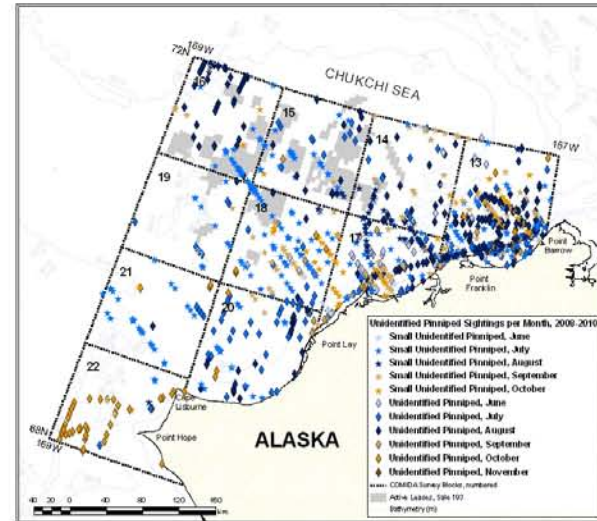 169W
72N
CHUKCHI SEA
16
15
14
157W
13
19
18
17
Point
Barrow
Point
Franklin
21
20
Point Lay
22
Cape
Lisburne
68N
169W
Point Hope
ALASKA
Unidentified Pinniped Sightings per Month, 2008-2010
Small Unidentified Pinniped, June
Small Unidentified Pinniped, July
Small Unidentified Pinniped, August
Small Unidentified Pinniped, September
Small Unidentified Pinniped, October
Unidentified Pinniped, June
Unidentified Pinniped, July
Unidentified Pinniped, August
Unidentified Pinniped, September
Unidentified Pinniped, October
Unidentified Pinniped, November
COMIDA Survey Blocks, numbered
Active Leases, Sale 193
Bathymetry (m)
40 20 0 40 80 120 160
km